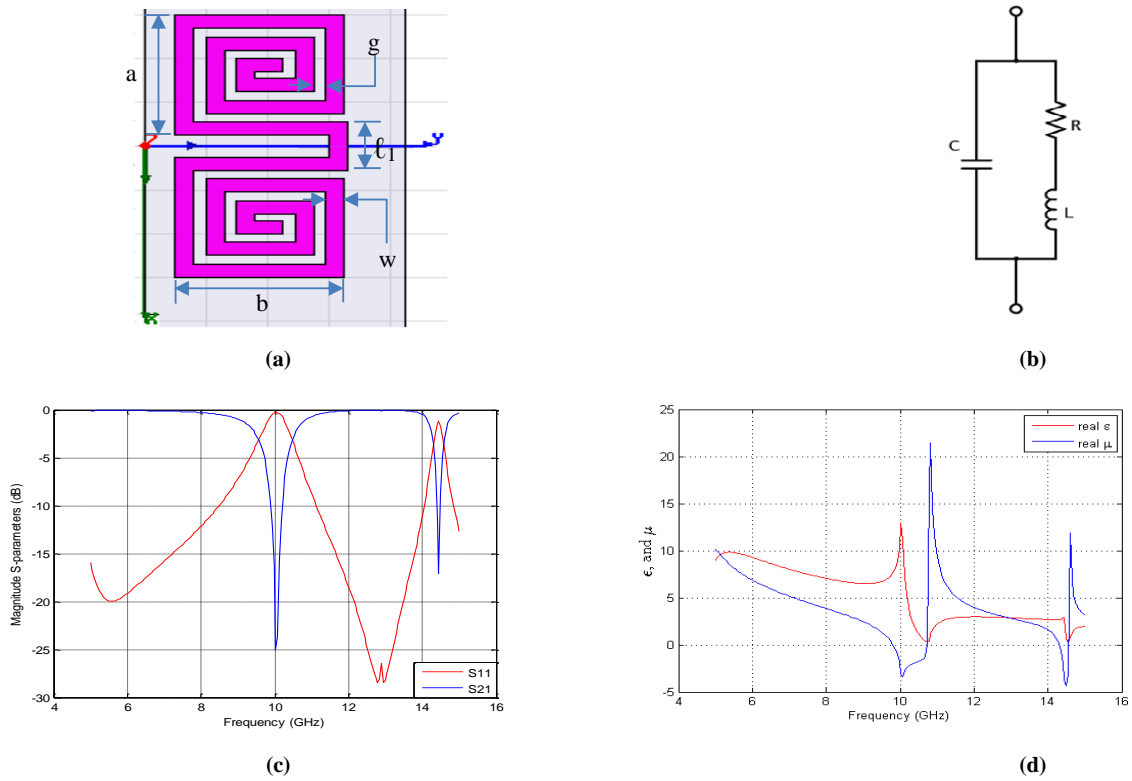 a
g
ℓ1
w
b
Y
X
(a)
C
R
L
(b)
Magnitude S-parameters (dB)
0
-5
-10
-15
-20
-25
-30
4 6 8 10 12 14 16
Frequency (GHz)
S11
S21
(c)
ϵ, and μ
25
20
15
10
5
0
-5
4 6 8 10 12 14 16
Frequency (GHz)
real ε
real μ
(d)